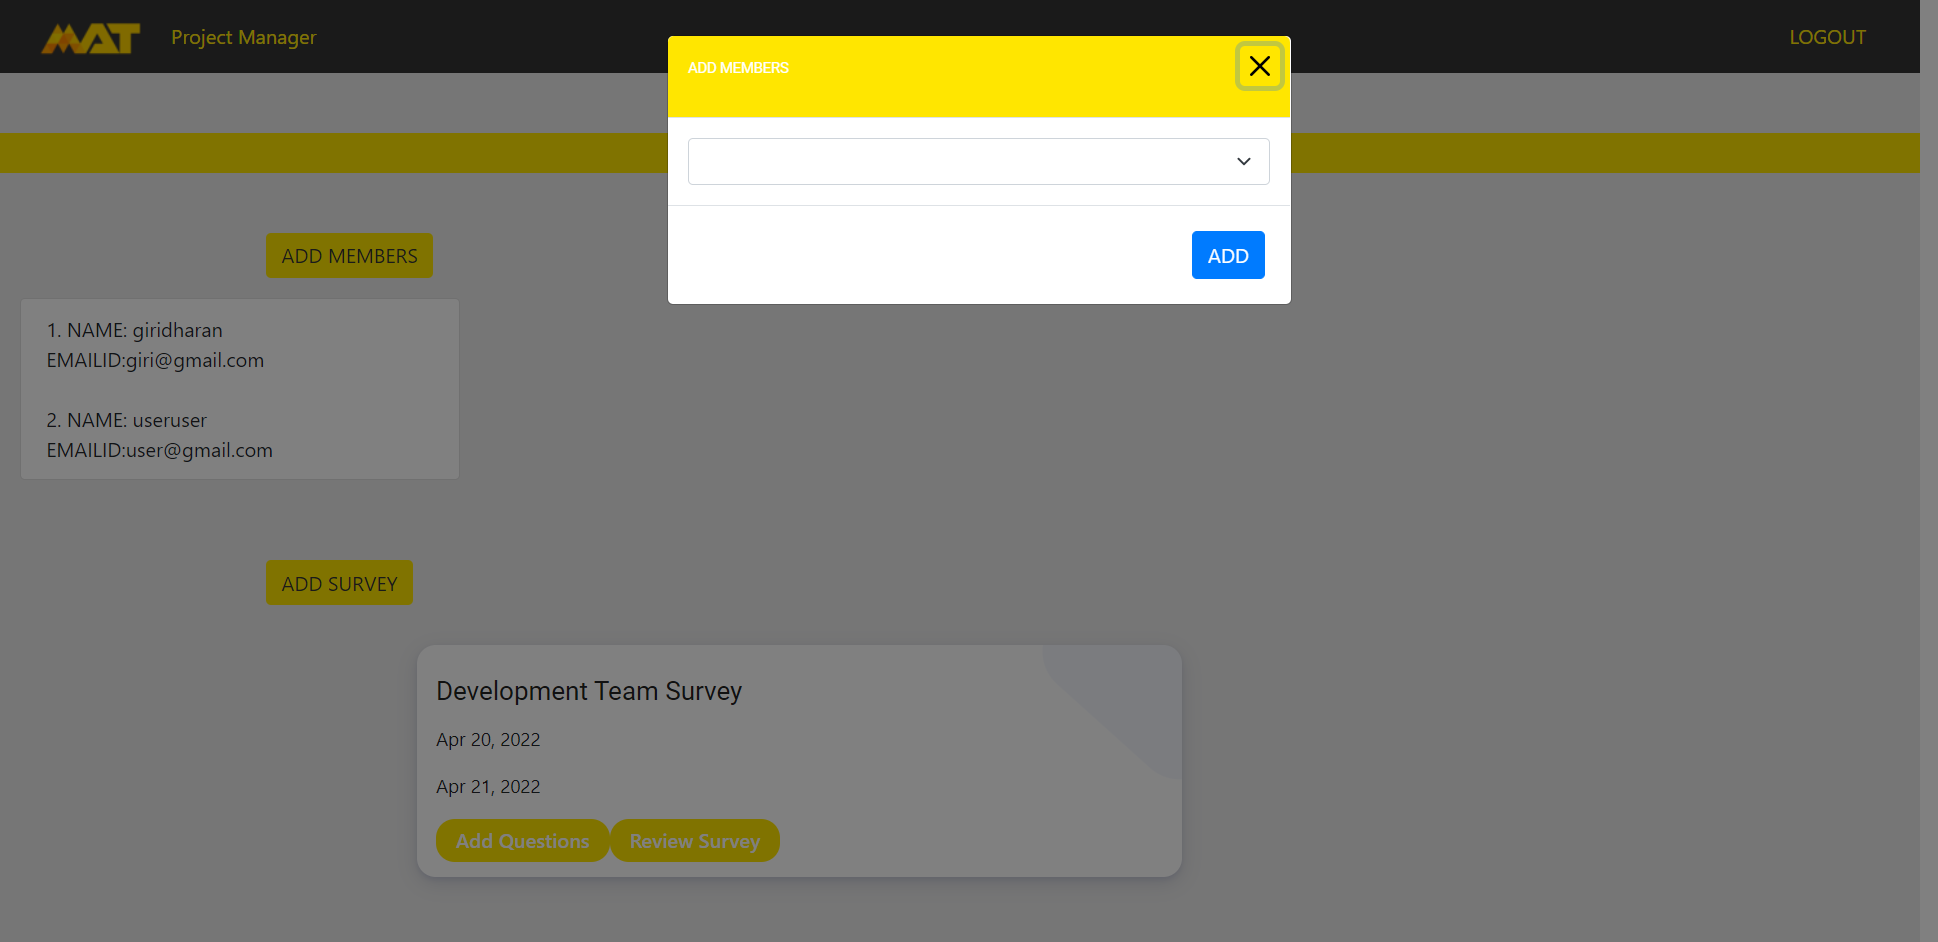 MAT
Project Manager
LOGOUT
ADD MEMBERS
ADD
ADD MEMBERS
1. NAME: giridharan
EMAILID:giri@gmail.com
2. NAME: useruser
EMAILID:user@gmail.com
ADD SURVEY
Development Team Survey
Apr 20, 2022
Apr 21, 2022
Add Questions
Review Survey